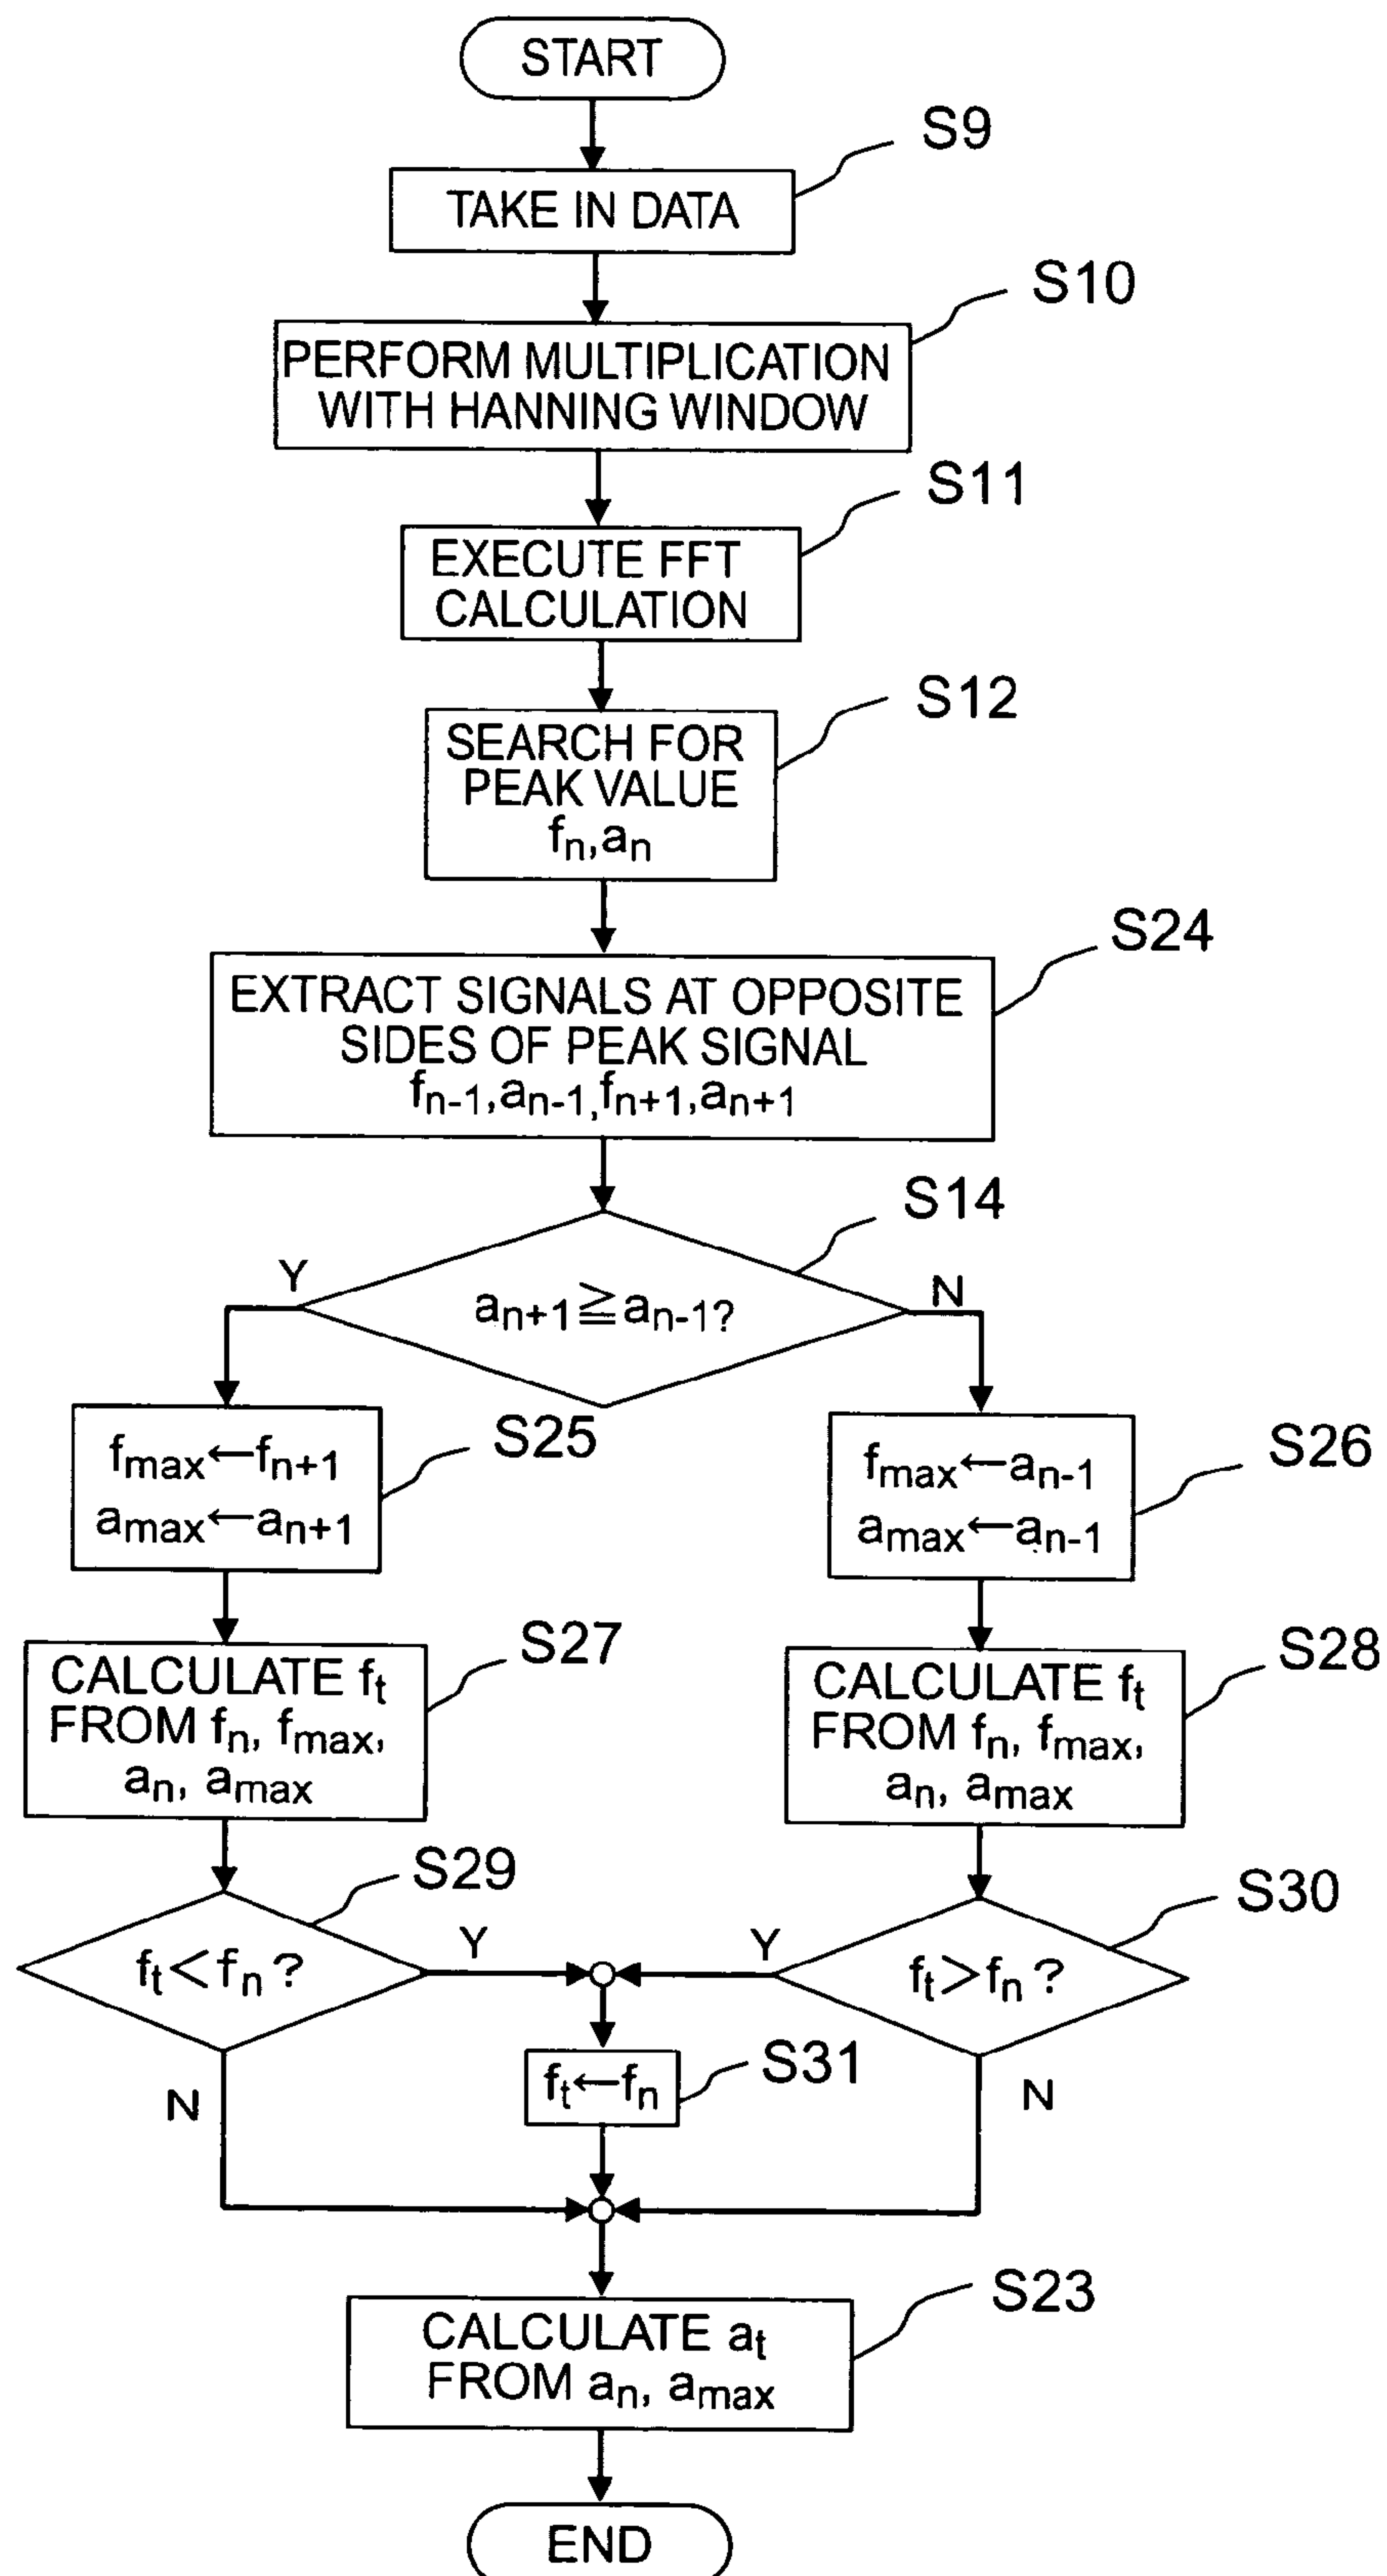 START
S9
TAKE IN DATA
S10
PERFORM MULTIPLICATION
WITH HANNING WINDOW
S11
EXECUTE FFT
CALCULATION
S12
SEARCH FOR
PEAK VALUE
fn,an
S24
EXTRACT SIGNALS AT OPPOSITE
SIDES OF PEAK SIGNAL
fn-1,an-1,fn+1,an+1
S14
Y
an+1≧an-1?
N
S25
fmax←fn+1
amax←an+1
S26
fmax←an-1
amax←an-1
S27
CALCULATE ft
FROM fn, fmax,
an, amax
S28
CALCULATE ft
FROM fn, fmax,
an, amax
S29
ft<fn?
Y
N
S30
ft>fn?
Y
N
S31
ft←fn
S23
CALCULATE at
FROM an, amax
END